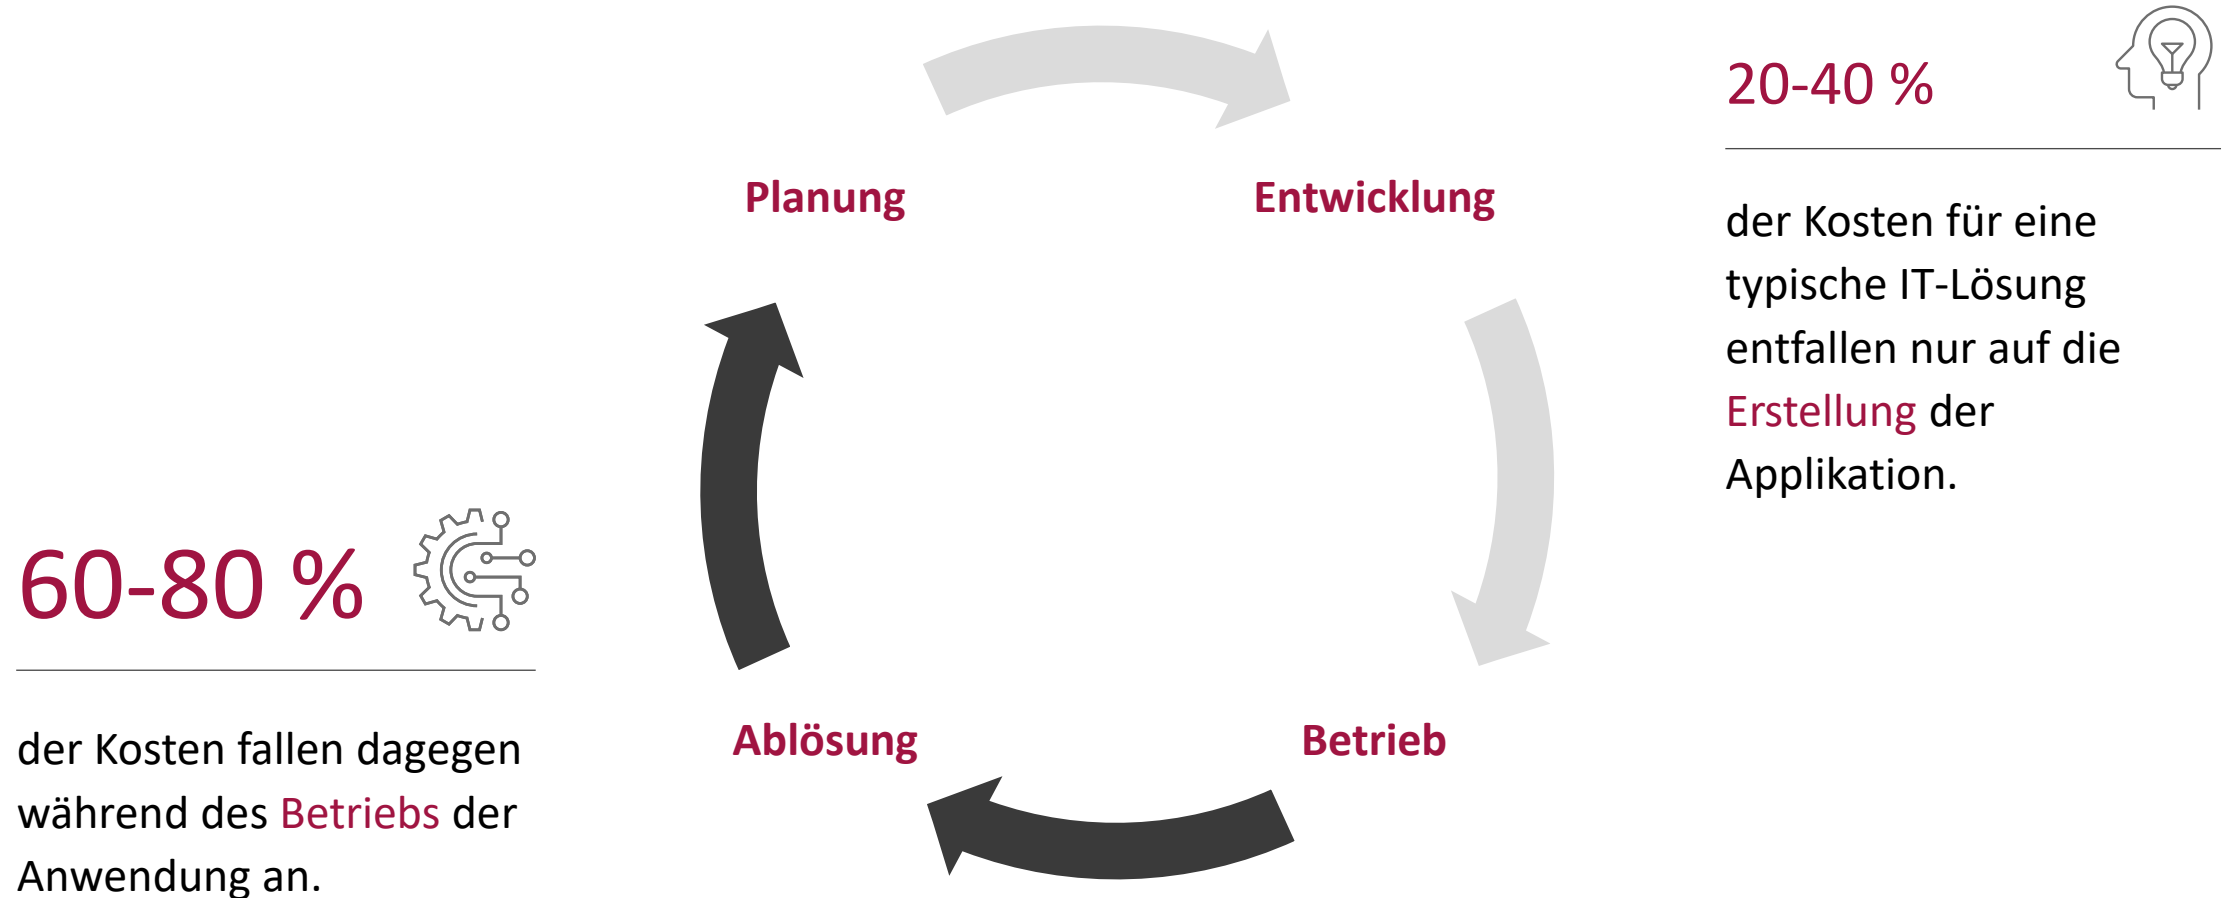 Planung
Entwicklung
Betrieb
Ablösung
20-40 %
der Kosten für eine
typische IT-Lösung
entfallen nur auf die
Erstellung der
Applikation.
60-80 %
der Kosten fallen dagegen
während des Betriebs der
Anwendung an.